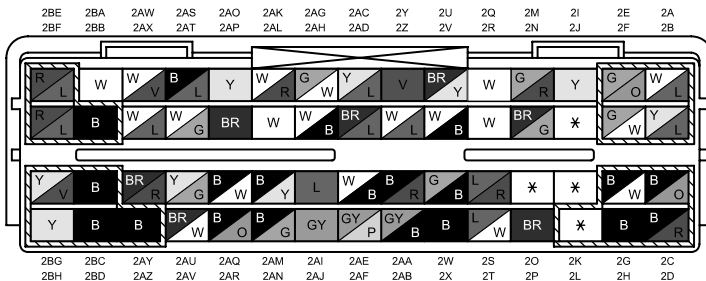 2BE 2BA 2AW 2AS 2AO 2AK 2AG 2AC 2Y 2U 2Q 2M 2I 2E 2A
2BF 2BB 2AX 2AT 2AP 2AL 2AH 2AD 2Z 2V 2R 2N 2J 2F 2B
R L W W V B L Y W R G W Y L V BR Y W G R Y G O W L
R L B W L W G BR W W B BR L W L W B W BR G * G W Y L
Y V B BR R Y G B W B Y L W B B R G B L R * * B W B O
Y B B BR W B O B G GY GY P GY B B L W BR * B B R
2BG 2BC 2AY 2AU 2AQ 2AM 2AI 2AE 2AA 2W 2S 2O 2K 2G 2C
2BH 2BD 2AZ 2AV 2AR 2AN 2AJ 2AF 2AB 2X 2T 2P 2L 2H 2D